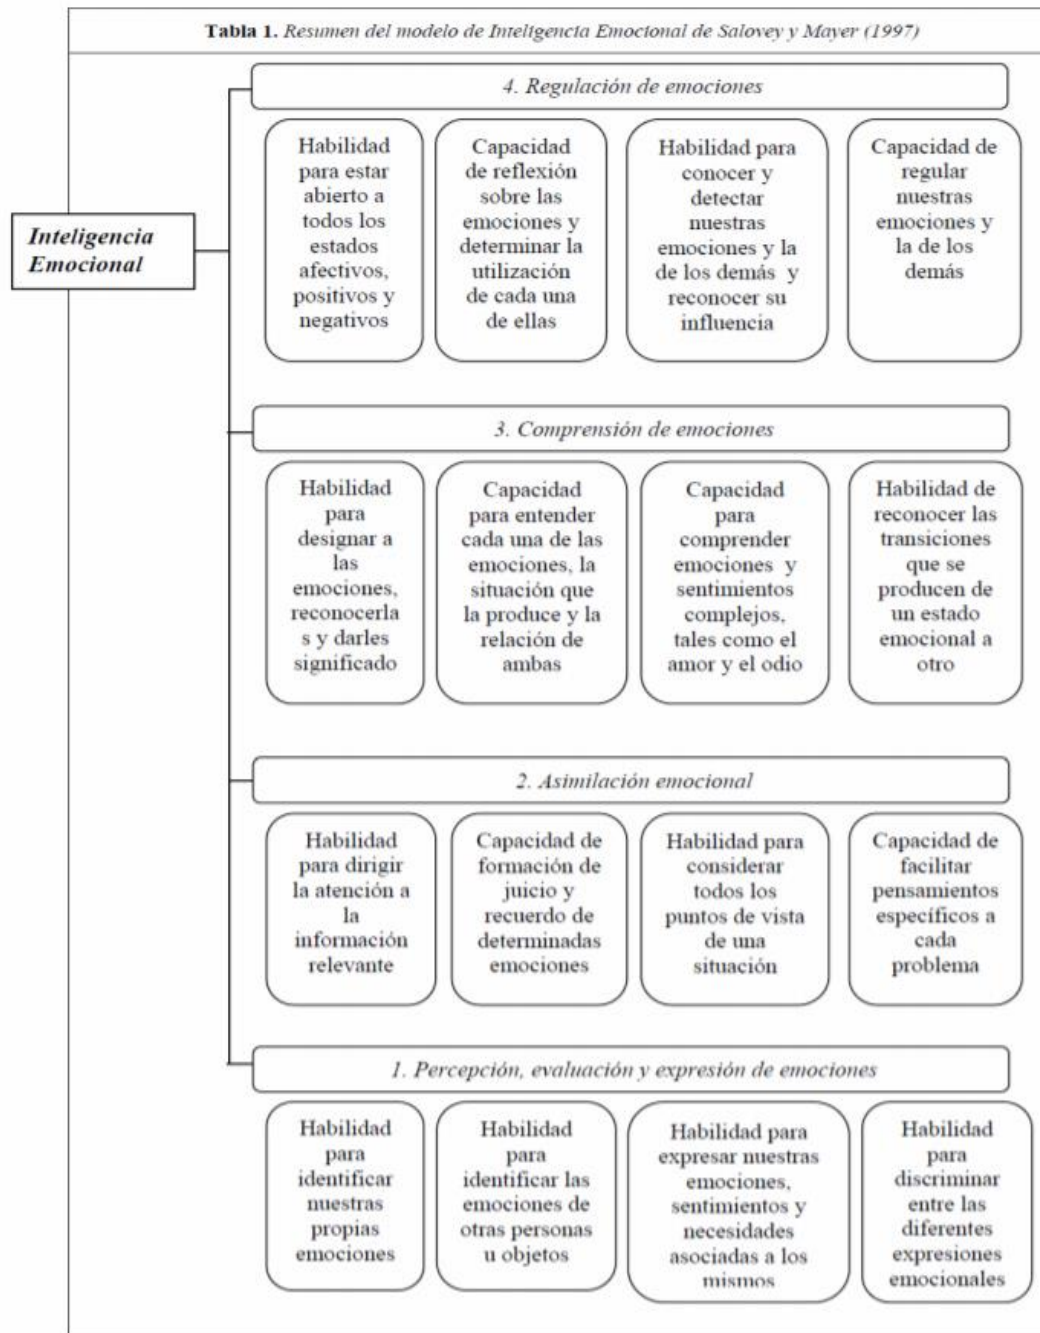 Tabla 1. Resumen del modelo de Inteligencia Emocional de Salovey y Mayer (1997)
Inteligencia
Emocional
4. Regulación de emociones
Habilidad
para estar
abierto a
todos los
estados
afectivos,
positivos y
negativos
Capacidad
de reflexión
sobre las
emociones y
determinar la
utilización
de cada una
de ellas
Habilidad para
conocer y
detectar
nuestras
emociones y la
de los demás y
reconocer su
influencia
Capacidad de
regular
nuestras
emociones y
la de los
demás
3. Comprensión de emociones
Habilidad
para
designar a
las
emociones,
reconocerla
s y darles
significado
Capacidad
para entender
cada una de las
emociones, la
situación que
la produce y la
relación de
ambas
Capacidad
para
comprender
emociones y
sentimientos
complejos,
tales como el
amor y el odio
Habilidad de
reconocer las
transiciones
que se
producen de
un estado
emocional a
otro
2. Asimilación emocional
Habilidad
para dirigir
la atención a
la
información
relevante
Capacidad de
formación de
juicio y
recuerdo de
determinadas
emociones
Habilidad para
considerar
todos los
puntos de vista
de una
situación
Capacidad de
facilitar
pensamientos
específicos a
cada
problema
1. Percepción, evaluación y expresión de emociones
Habilidad
para
identificar
nuestras
propias
emociones
Habilidad
para
identificar las
emociones de
otras personas
u objetos
Habilidad para
expresar nuestras
emociones,
sentimientos y
necesidades
asociadas a los
mismos
Habilidad
para
discriminar
entre las
diferentes
expresiones
emocionales